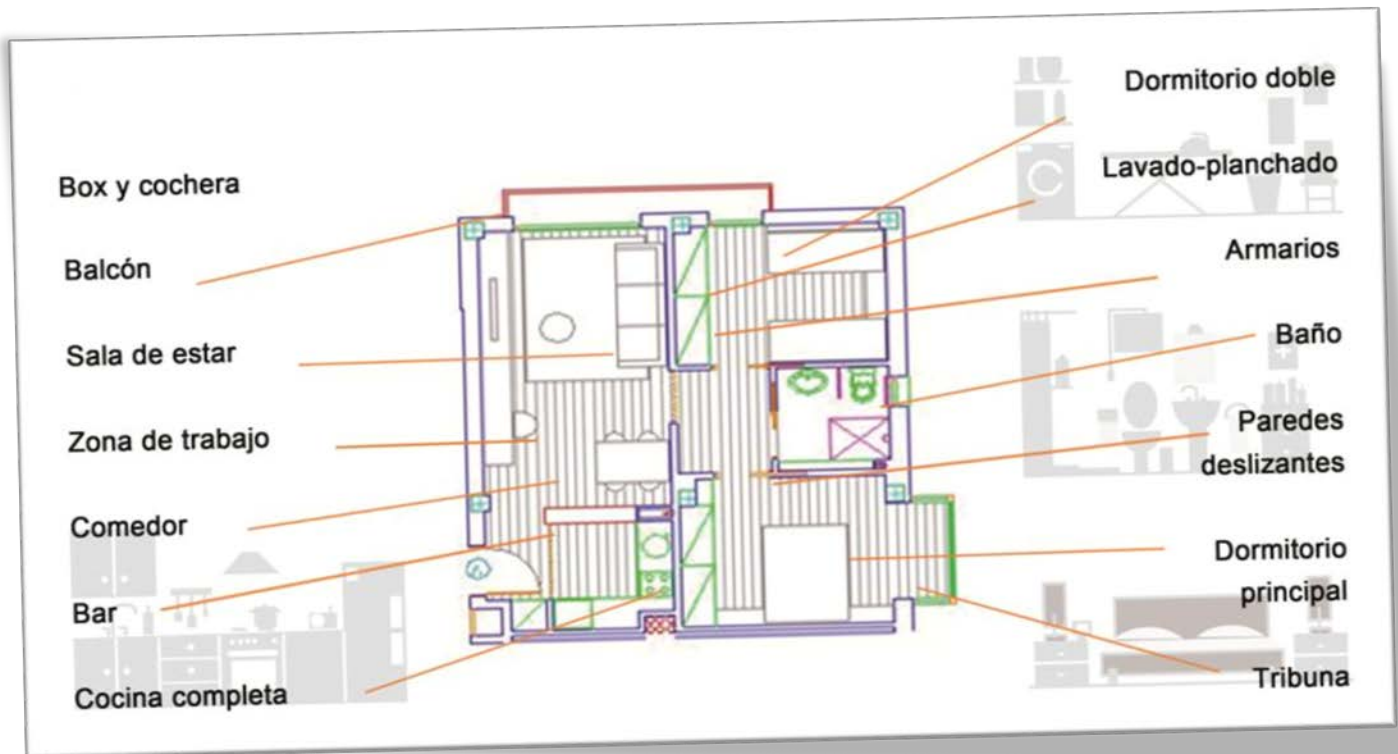 Box y cochera
Balcón
Sala de estar
Zona de trabajo
Comedor
Bar
Cocina completa
Dormitorio doble
Lavado-planchado
Armarios
Baño
Paredes
deslizantes
Dormitorio
principal
Tribuna